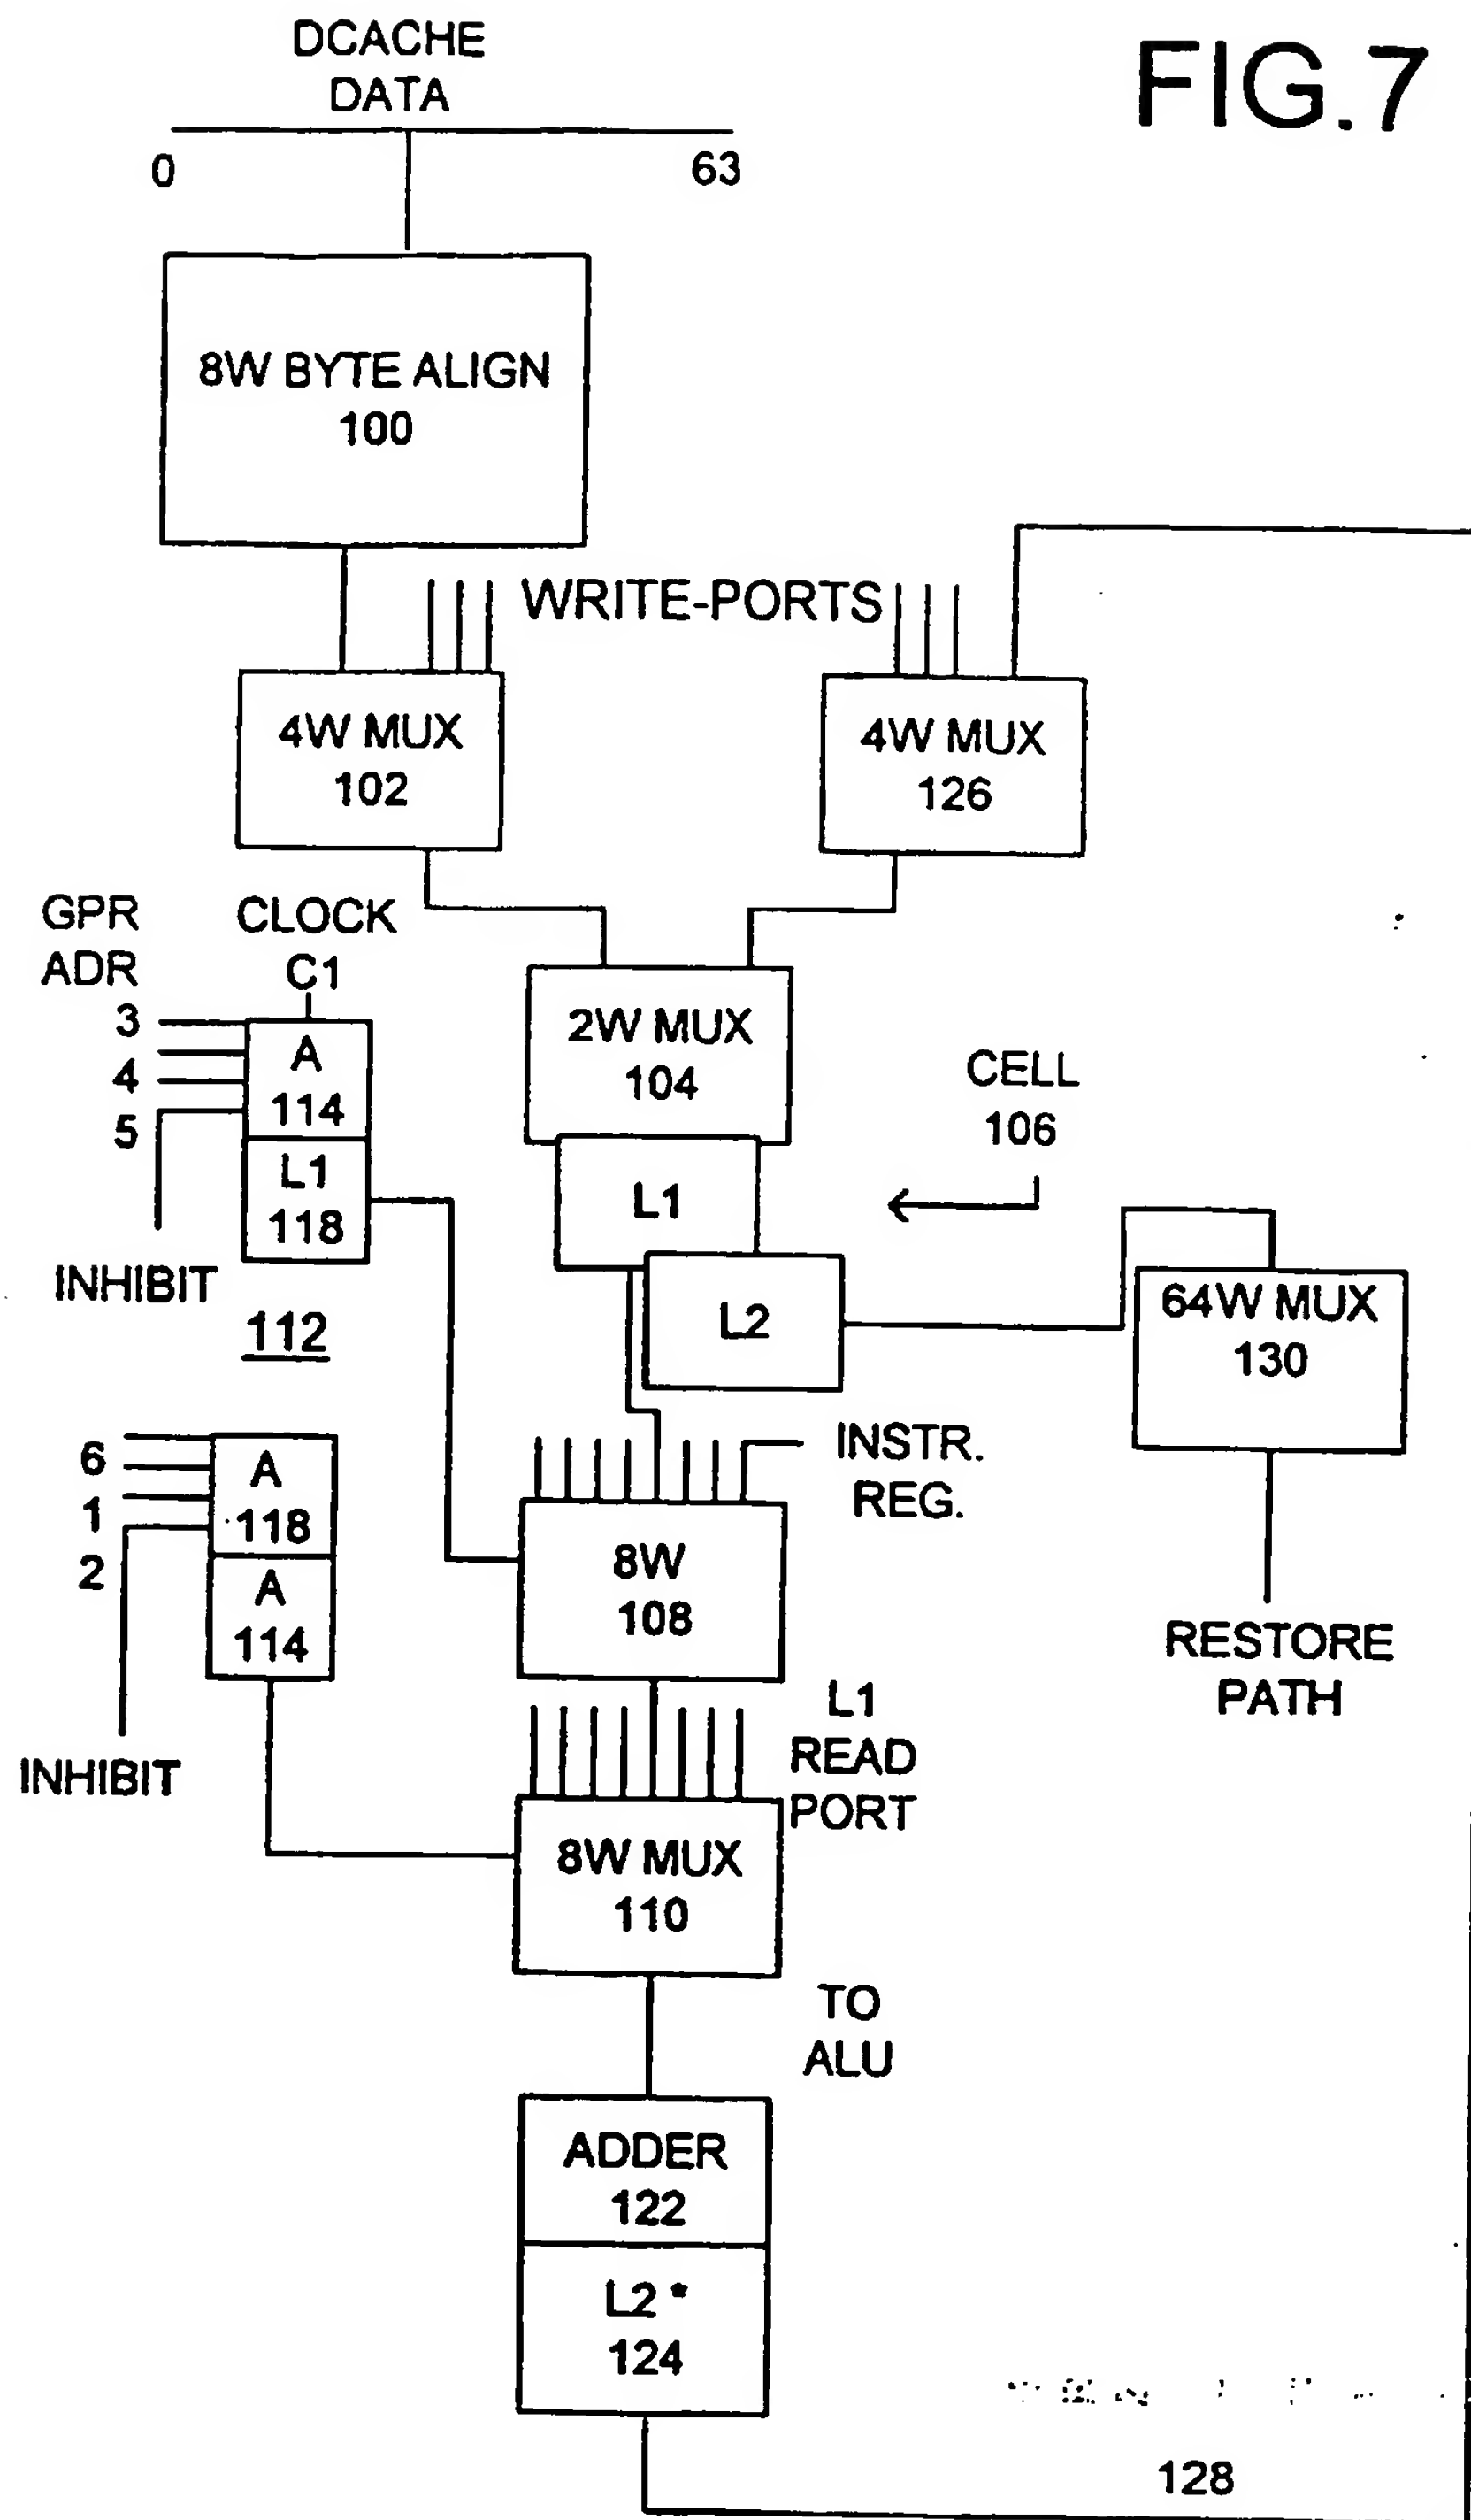 DCACHE
DATA
FIG.7
0
63
8W BYTE ALIGN
100
WRITE-PORTS
4W MUX
102
4W MUX
126
GPR
ADR
CLOCK
C1
3
4
5
A
114
L1
118
INHIBIT
112
2W MUX
104
L1
L2
CELL
106
64W MUX
130
RESTORE
PATH
6
1
2
A
118
A
114
INHIBIT
INSTR.
REG.
8W
108
L1
READ
PORT
8W MUX
110
TO
ALU
ADDER
122
L2 *
124
128